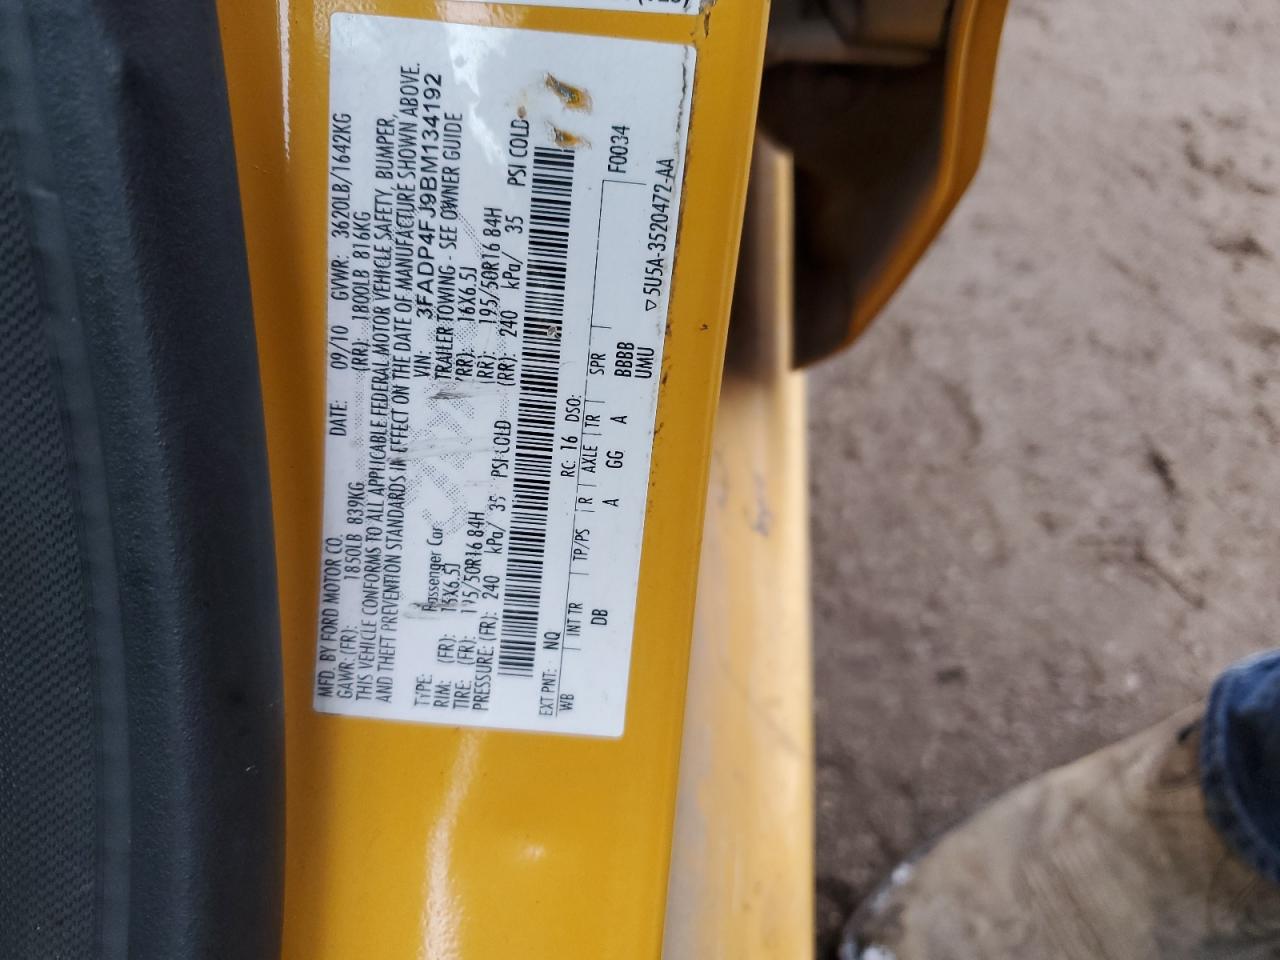 MFD. BY FORD MOTOR CO. DATE: 09/10 GVWR: 3620LB/1642KG
GAWR: (FR): 1850LB 839KG (RR): 1800LB 816KG
THIS VEHICLE CONFORMS TO ALL APPLICABLE FEDERAL MOTOR VEHICLE SAFETY, BUMPER,
AND THEFT PREVENTION STANDARDS IN EFFECT ON THE DATE OF MANUFACTURE SHOWN ABOVE.
VIN: 3FADP4FJ9BM134192
TYPE: Passenger Car TRAILER TOWING - SEE OWNER GUIDE
RIM: (FR): 16X6.5J (RR): 16X6.5J
TIRE: (FR): 195/50R16 84H (RR): 195/50R16 84H
PRESSURE: (FR): 240 kPa/ 35 PSI COLD (RR): 240 kPa/ 35 PSI COLD
EXT PNT: NQ RC: 16 DSO: F0034
WB INT TR TP/PS R AXLE TR SPR
DB A GG A BBBB
UMU
▽5U5A-3520472-AA